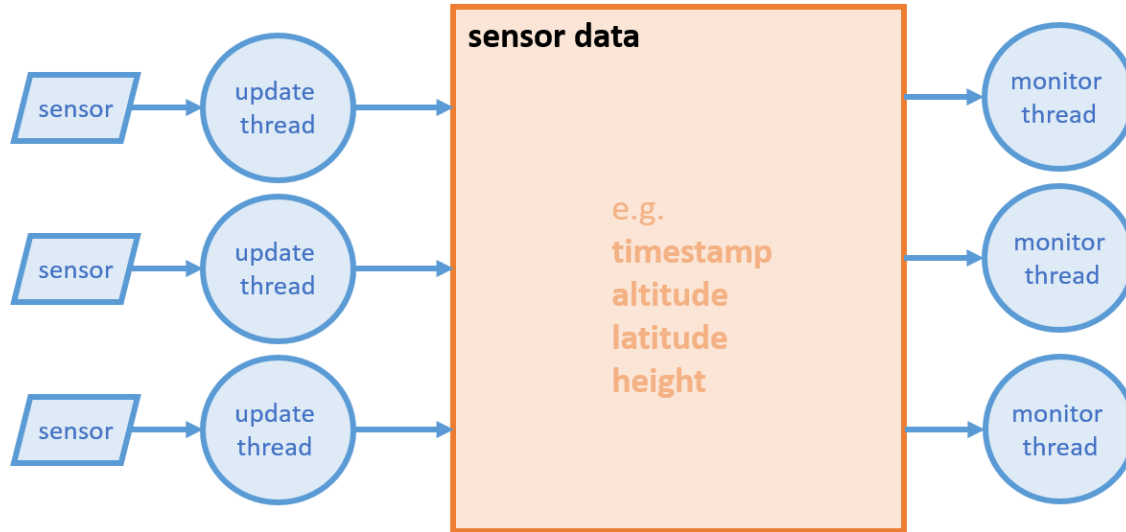 sensor data
sensor
update
thread
monitor
thread
sensor
update
thread
e.g.
timestamp
altitude
latitude
height
monitor
thread
sensor
update
thread
monitor
thread